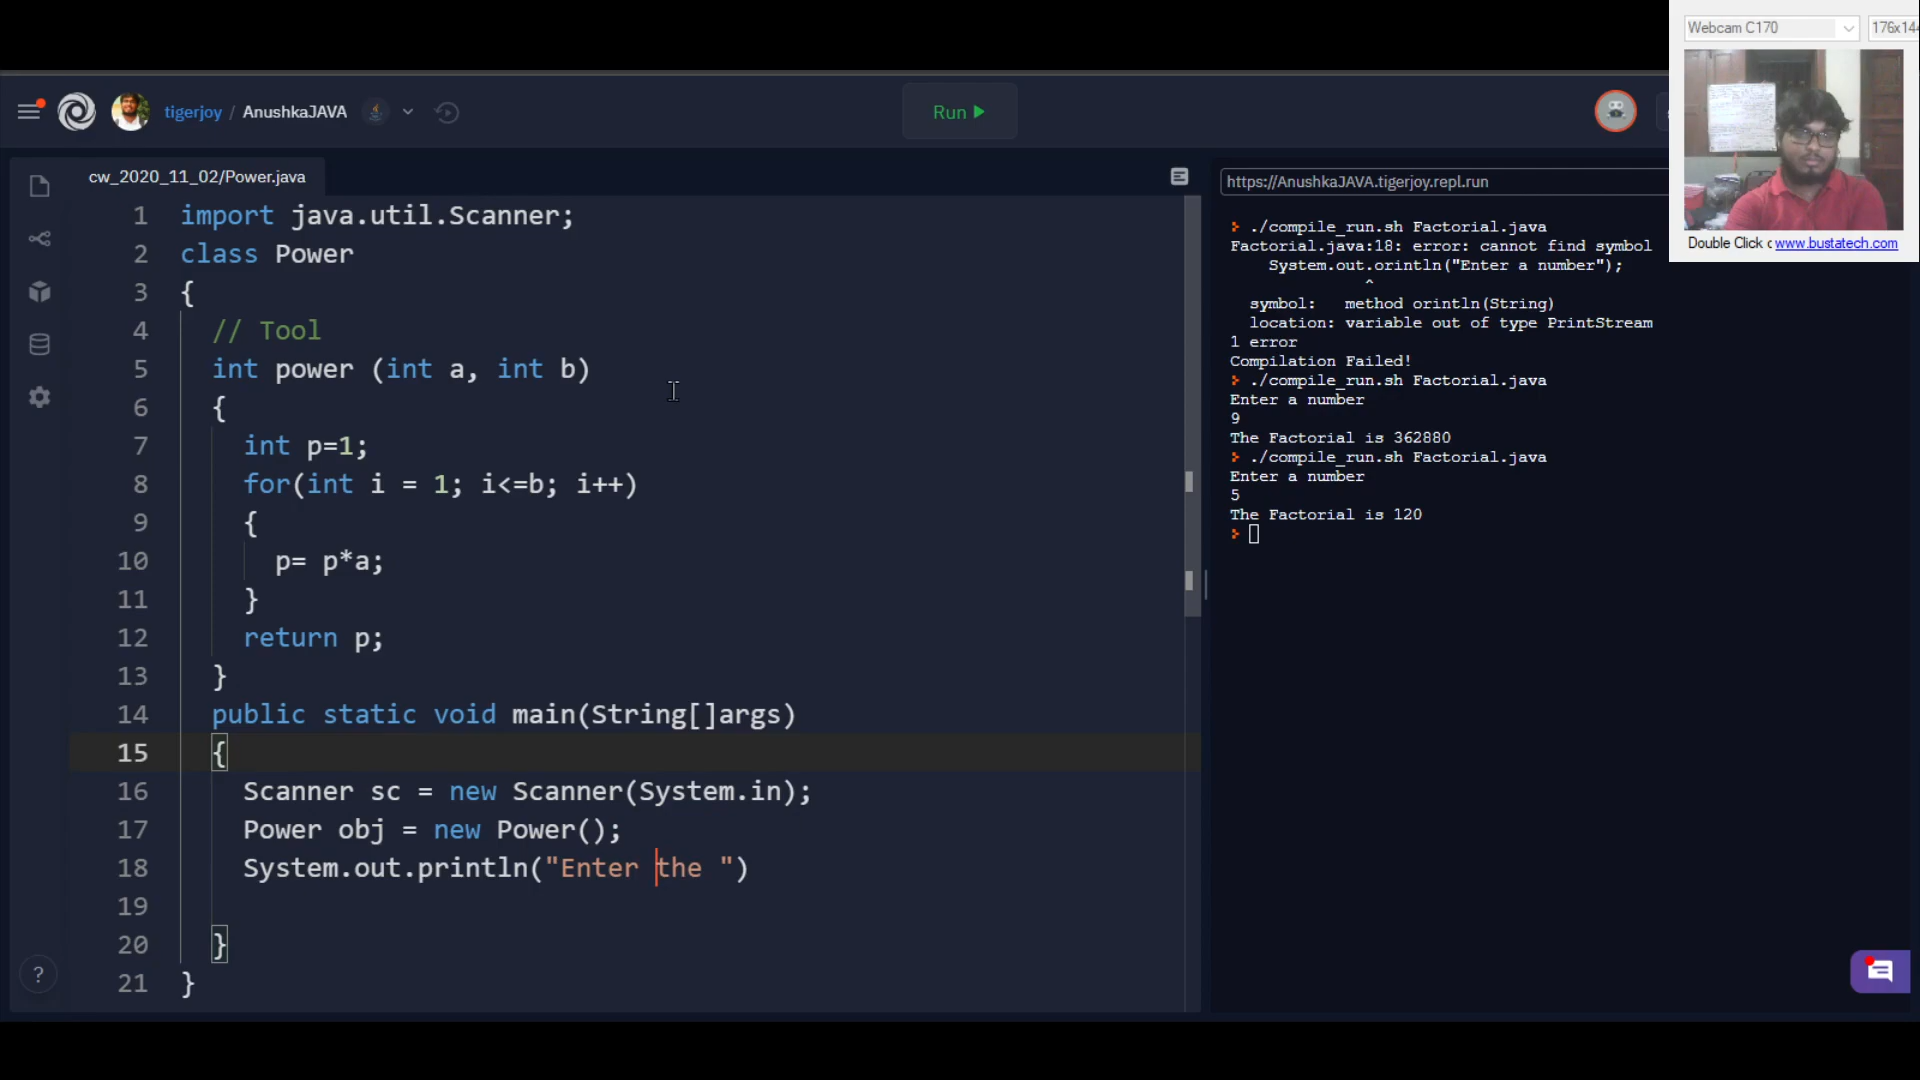 Webcam C170
176x14
tigerjoy / AnushkaJAVA
Run
cw_2020_11_02/Power.java
1 import java.util.Scanner;
2 class Power
3 {
4 // Tool
5 int power (int a, int b)
6 {
7 int p=1;
8 for(int i = 1; i<=b; i++)
9 {
10 p= p*a;
11 }
12 return p;
13 }
14 public static void main(String[]args)
15 {
16 Scanner sc = new Scanner(System.in);
17 Power obj = new Power();
18 System.out.println("Enter the ")
19
20 }
21 }
?
https://AnushkaJAVA.tigerjoy.repl.run
> ./compile_run.sh Factorial.java
Factorial.java:18: error: cannot find symbol
System.out.orintln("Enter a number");
^
symbol: method orintln(String)
location: variable out of type PrintStream
1 error
Compilation Failed!
> ./compile_run.sh Factorial.java
Enter a number
9
The Factorial is 362880
> ./compile_run.sh Factorial.java
Enter a number
5
The Factorial is 120
>
Double Click www.bustatech.com